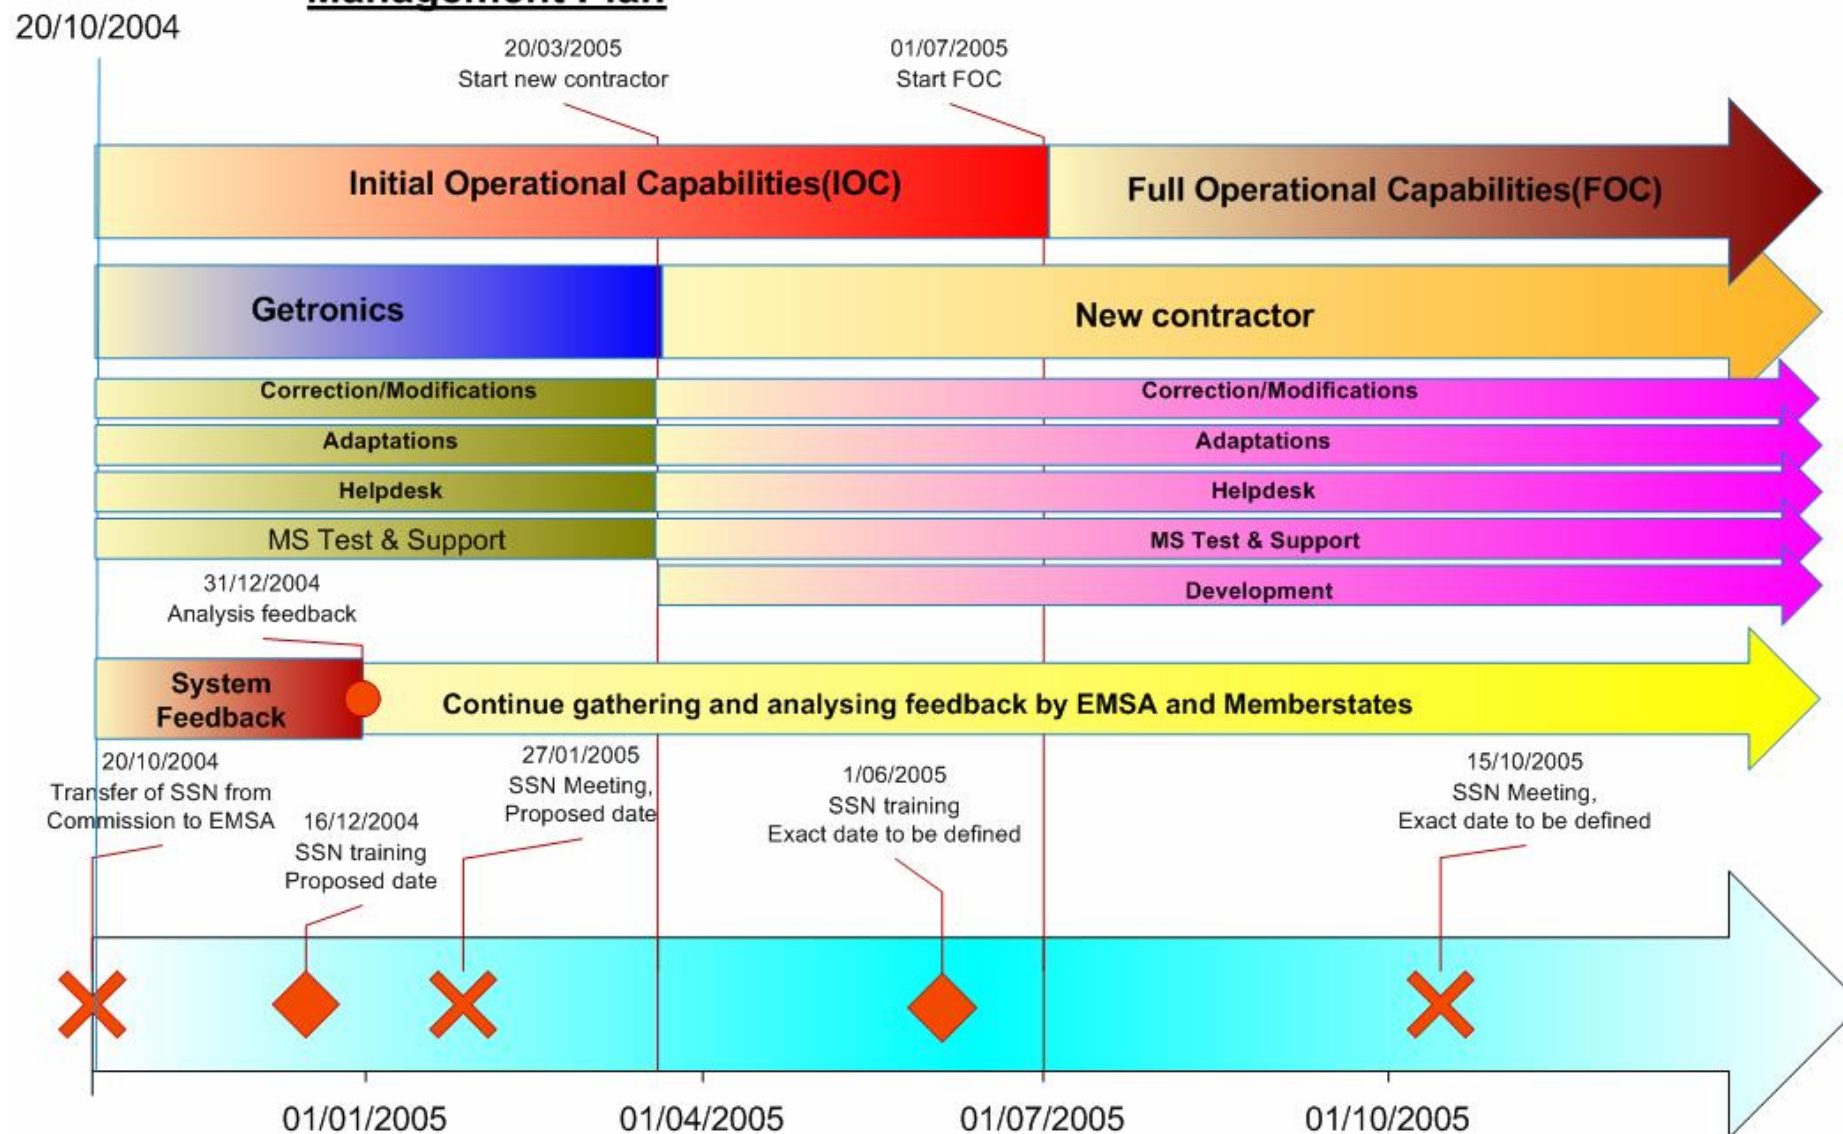 Management Plan
20/10/2004
20/03/2005
Start new contractor
01/07/2005
Start FOC
Initial Operational Capabilities(IOC)
Full Operational Capabilities(FOC)
Getronics
New contractor
Correction/Modifications
Correction/Modifications
Adaptations
Adaptations
Helpdesk
Helpdesk
MS Test & Support
MS Test & Support
Development
31/12/2004
Analysis feedback
System
Feedback
Continue gathering and analysing feedback by EMSA and Memberstates
20/10/2004
Transfer of SSN from
Commission to EMSA
16/12/2004
SSN training
Proposed date
27/01/2005
SSN Meeting,
Proposed date
1/06/2005
SSN training
Exact date to be defined
15/10/2005
SSN Meeting,
Exact date to be defined
01/01/2005
01/04/2005
01/07/2005
01/10/2005